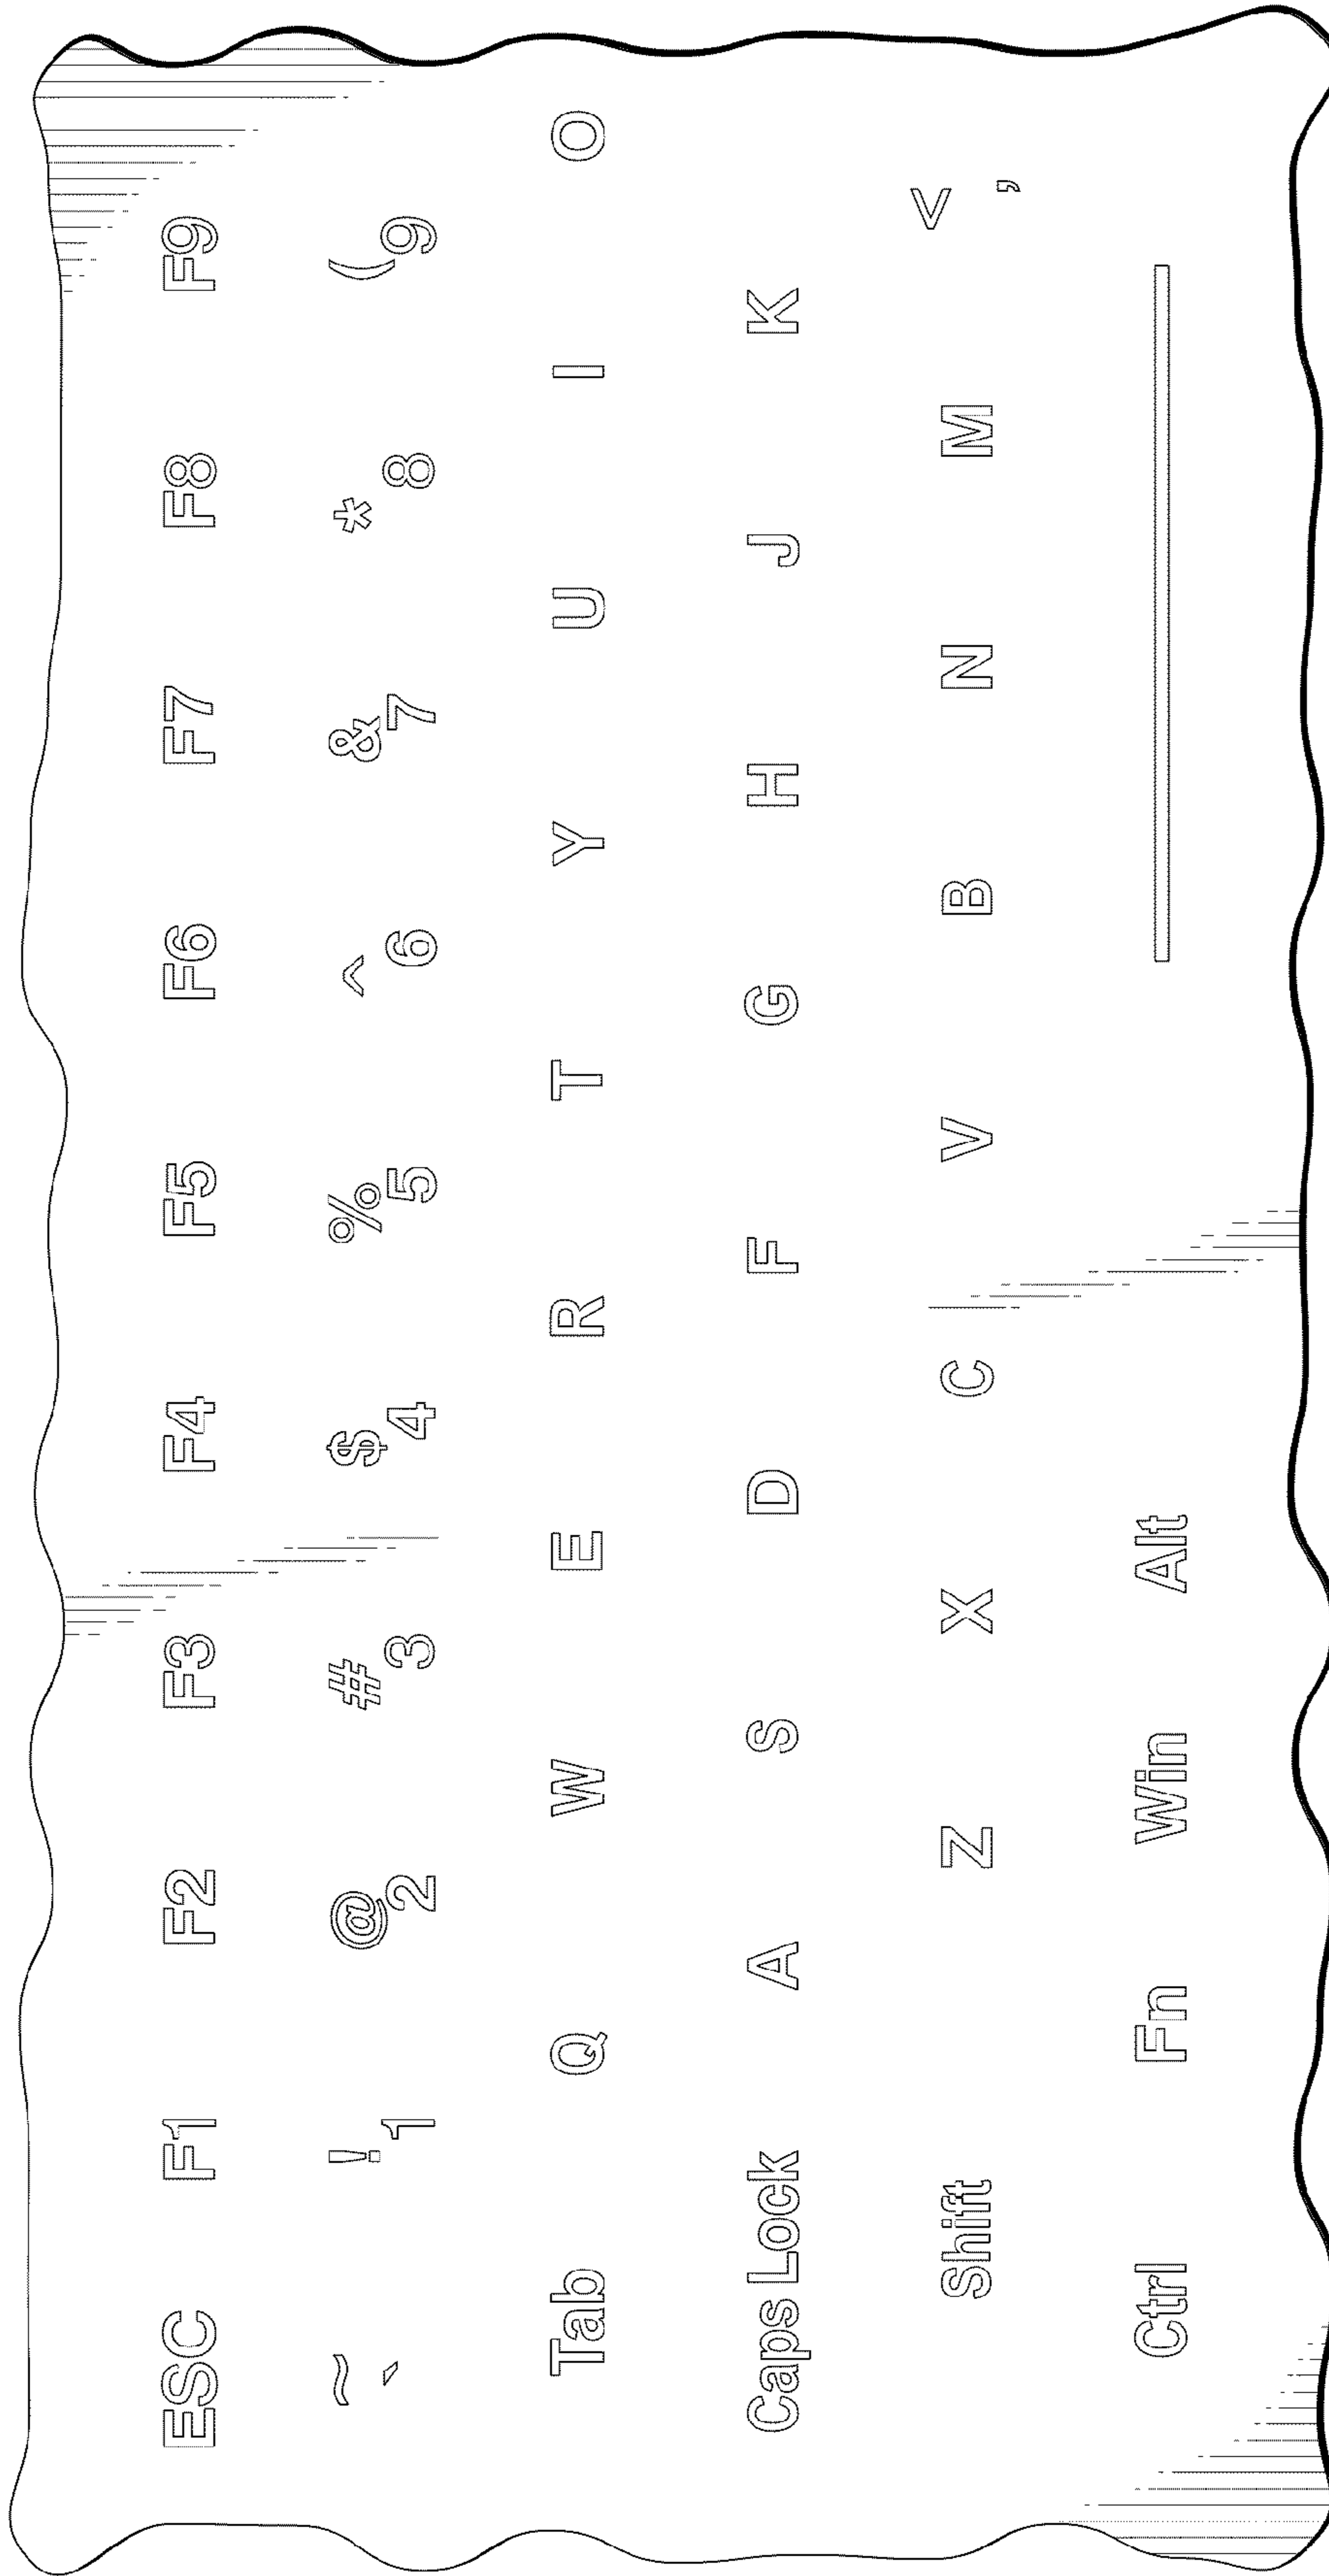 ESC F1 F2 F3 F4 F5 F6 F7 F8 F9
~ ! @ # $ % ^ & * (
` 1 2 3 4 5 6 7 8 9
Tab Q W E R T Y U I O
Caps Lock A S D F G H J K
<
Shift Z X C V B N M
,
Ctrl Fn Win Alt